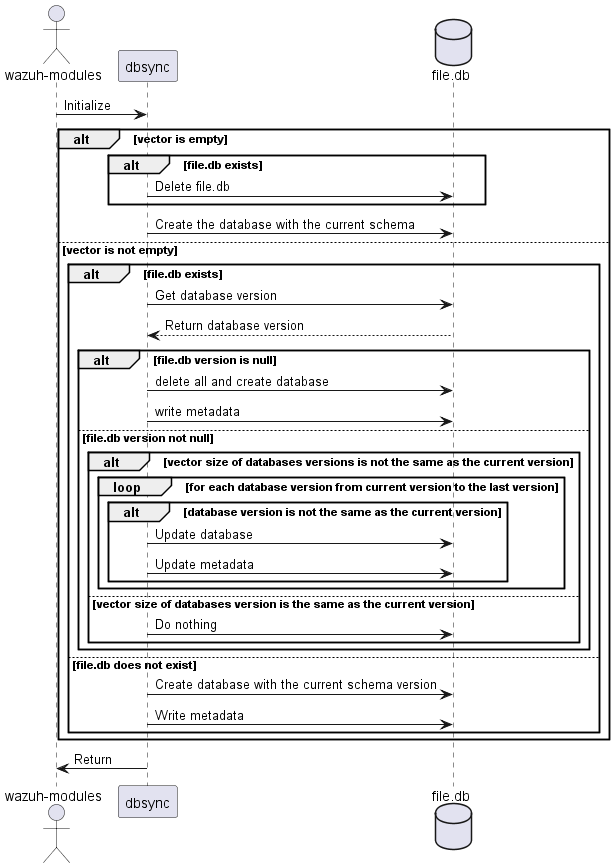 wazuh-modules
dbsync
file.db
Initialize
alt [vector is empty]
alt [file.db exists]
Delete file.db
Create the database with the current schema
[vector is not empty]
alt [file.db exists]
Get database version
Return database version
alt [file.db version is null]
delete all and create database
write metadata
[file.db version not null]
alt [vector size of databases versions is not the same as the current version]
loop [for each database version from current version to the last version]
alt [database version is not the same as the current version]
Update database
Update metadata
[vector size of databases version is the same as the current version]
Do nothing
[file.db does not exist]
Create database with the current schema version
Write metadata
Return
wazuh-modules
dbsync
file.db